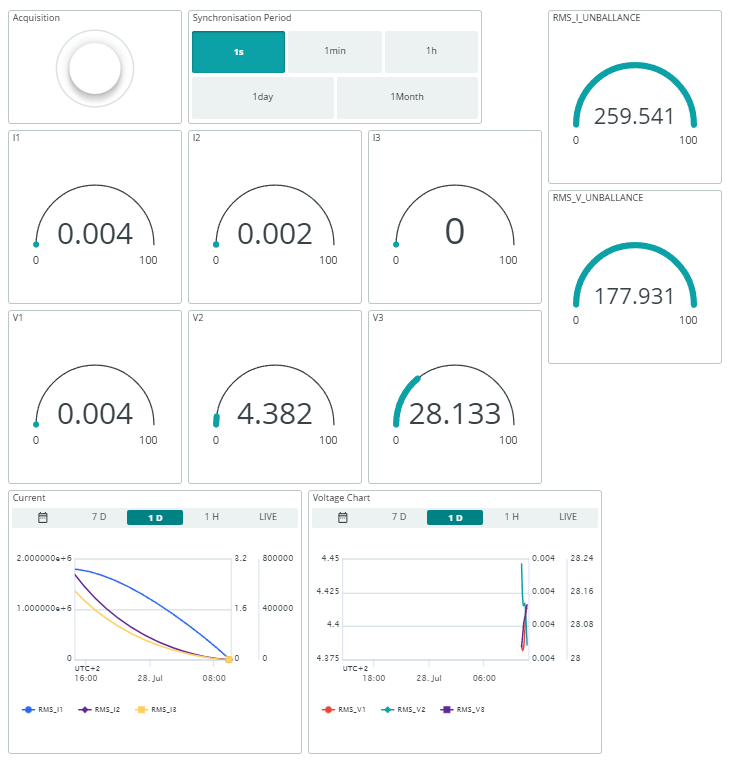 Acquisition
Synchronisation Period
1s
1min
1h
1day
1Month
RMS_I_UNBALLANCE
259.541
0 100
I1
0.004
0 100
I2
0.002
0 100
I3
0
0 100
RMS_V_UNBALLANCE
177.931
0 100
V1
0.004
0 100
V2
4.382
0 100
V3
28.133
0 100
Current
7 D 1 D 1 H LIVE
2.000000e+6 3.2 800000
1.000000e+6 1.6 400000
0 0 0
UTC+2
16:00 28. Jul 08:00
RMS_I1 RMS_I2 RMS_I3
Voltage Chart
7 D 1 D 1 H LIVE
4.45 0.004 28.24
4.425 0.004 28.16
4.4 0.004 28.08
4.375 0.004 28
UTC+2
18:00 28. Jul 06:00
RMS_V1 RMS_V2 RMS_V3